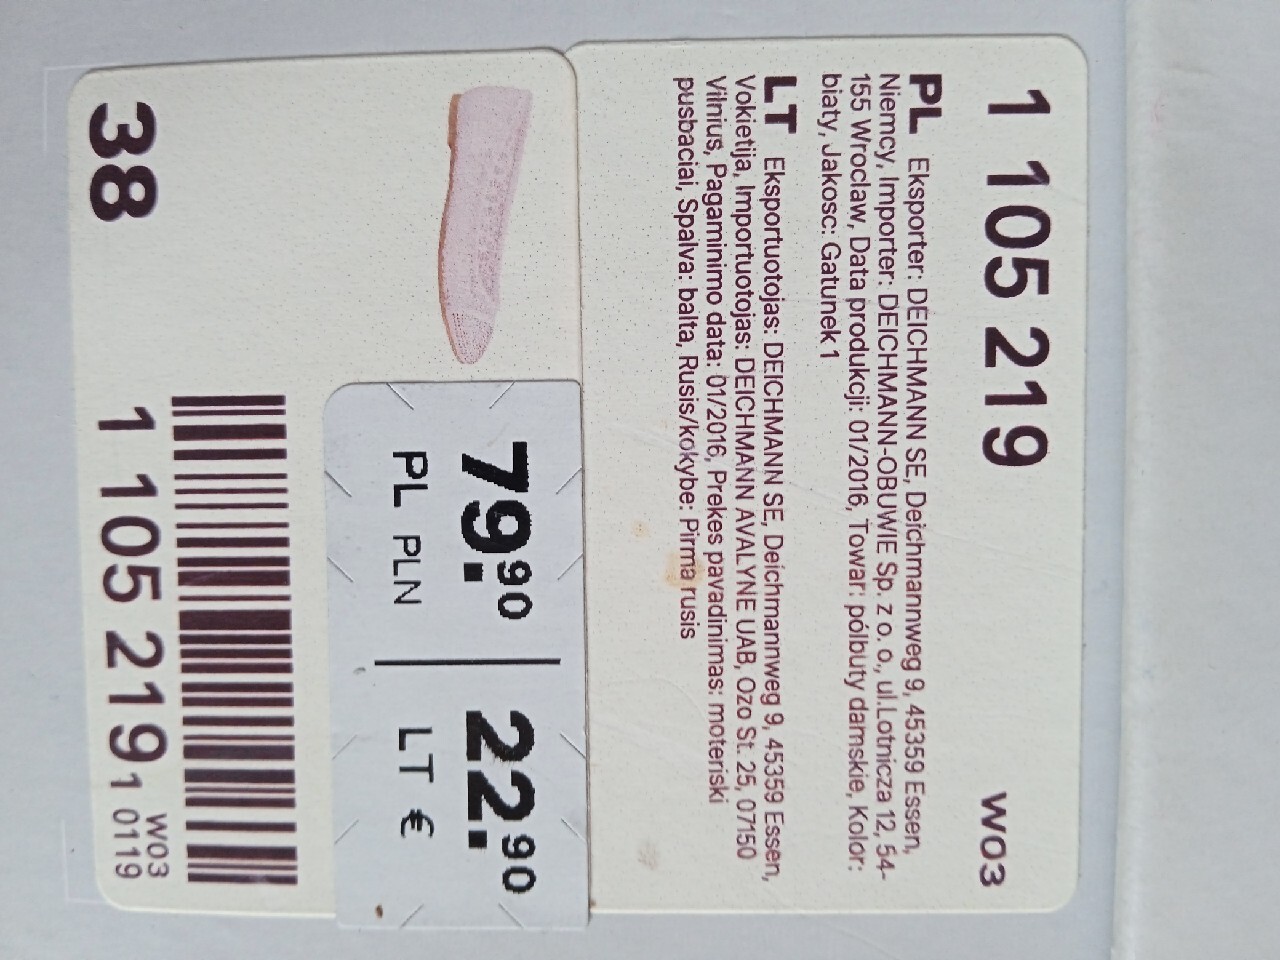 1 105 219 W03
PL Eksporter: DEICHMANN SE, Deichmannweg 9, 45359 Essen,
Niemcy, Importer: DEICHMANN-OBUWIE Sp. z o. o., ul.Lotnicza 12, 54-
155 Wroclaw, Data produkcji: 01/2016, Towar: pólbuty damskie, Kolor:
bialy, Jakosc: Gatunek1
LT Eksportuotojas: DEICHMANN SE, Deichmannweg 9, 45359 Essen,
Vokietija, Importuotojas: DEICHMANN AVALYNE UAB, Ozo St. 25, 07150
Vilnius, Pagaminimo data: 01/2016, Prekes pavadinimas: moteriski
pusbaciai, Spalva: balta, Rusis/kokybe: Pirma rusis
79.90 22.90
PL PLN LT €
38
W03
1 105 219 1 0119